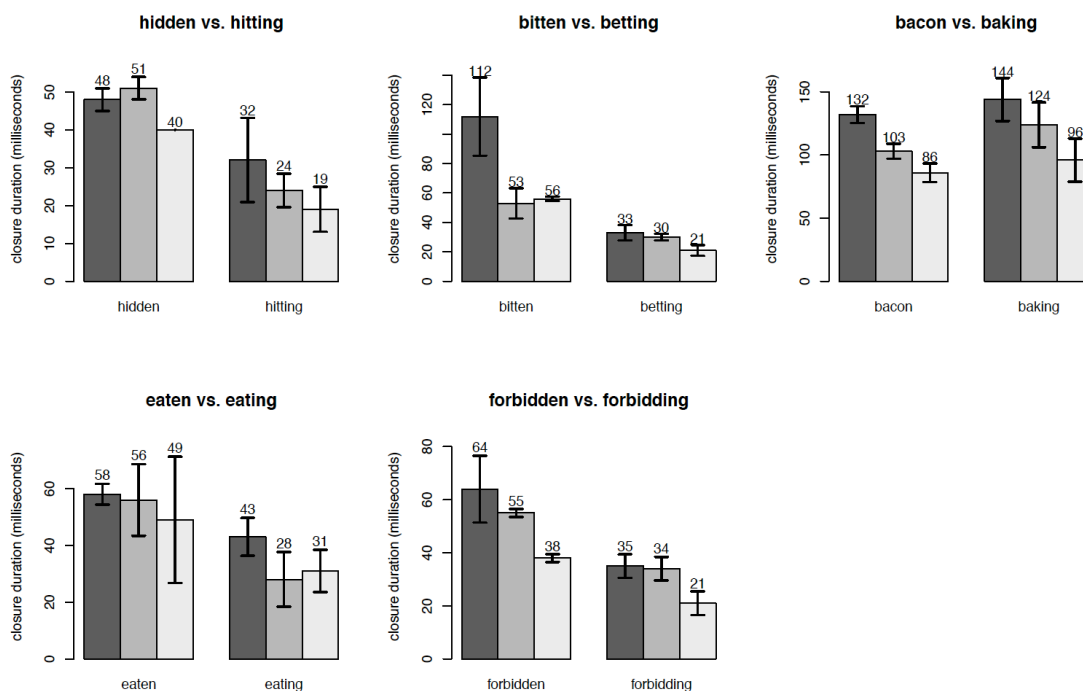 hidden vs. hitting
closure duration (milliseconds)
0
10
20
30
40
50
48
51
40
32
24
19
hidden
hitting
bitten vs. betting
closure duration (milliseconds)
0
20
40
60
80
120
112
53
56
33
30
21
bitten
betting
bacon vs. baking
closure duration (milliseconds)
0
50
100
150
132
103
86
144
124
96
bacon
baking
eaten vs. eating
closure duration (milliseconds)
0
20
40
60
58
56
49
43
28
31
eaten
eating
forbidden vs. forbidding
closure duration (milliseconds)
0
20
40
60
80
64
55
38
35
34
21
forbidden
forbidding